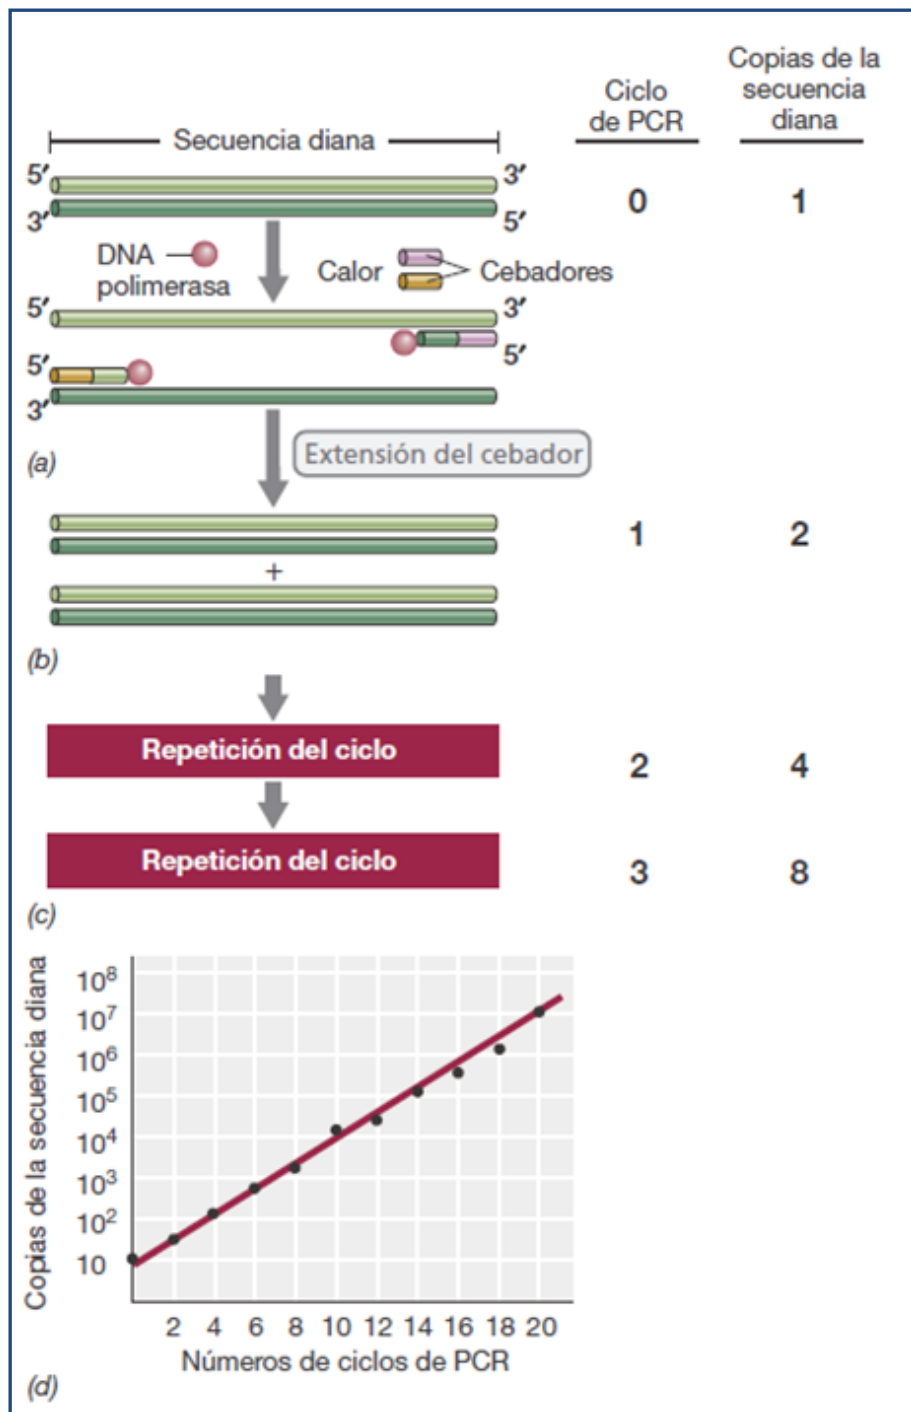 Ciclo
de PCR
Copias de la
secuencia
diana
Secuencia diana
5′ 3′
3′ 5′
0 1
DNA
polimerasa
Calor
Cebadores
5′ 3′
5′
5′
3′
(a)
Extensión del cebador
1 2
+
(b)
Repetición del ciclo
2 4
Repetición del ciclo
3 8
(c)
Copias de la secuencia diana
10⁸
10⁷
10⁶
10⁵
10⁴
10³
10²
10
2 4 6 8 10 12 14 16 18 20
Números de ciclos de PCR
(d)